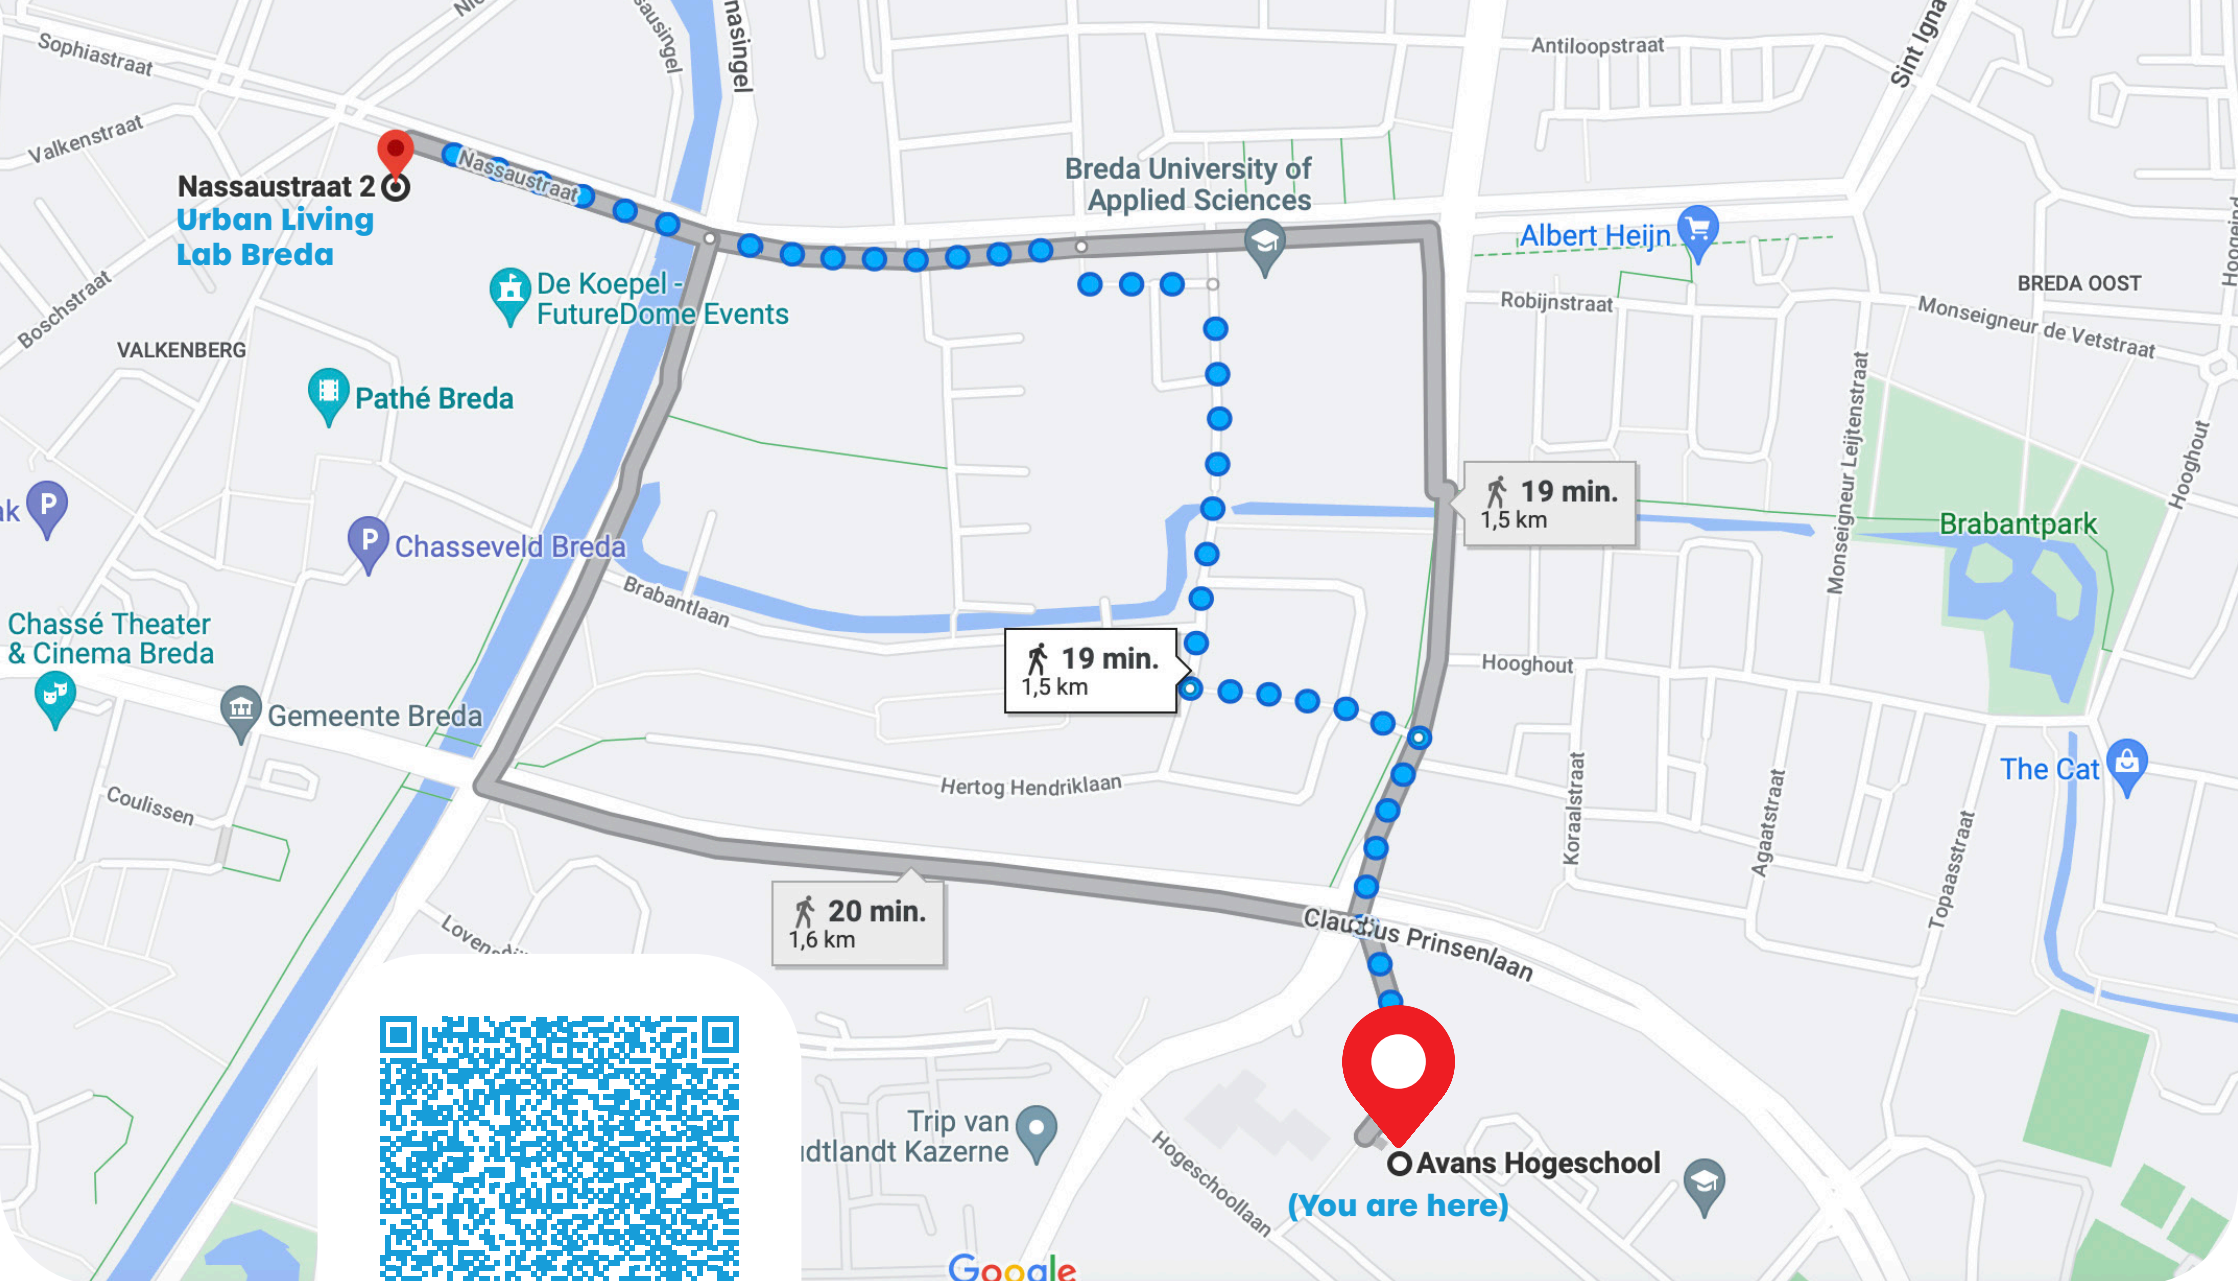 Sophiastraat
nasingel
Antiloopstraat
Valkenstraat
Nassaustraat
Nassaustraat 2
Urban Living
Lab Breda
Breda University of
Applied Sciences
Albert Heijn
BREDA OOST
Boschstraat
De Koepel -
FutureDome Events
Robijnstraat
Monseigneur de Vetstraat
VALKENBERG
Pathé Breda
Monseigneur Leijtenstraat
Hooghout
P
P
Chasseveld Breda
19 min.
1,5 km
Brabantpark
Brabantlaan
Chassé Theater
& Cinema Breda
19 min.
1,5 km
Hooghout
Gemeente Breda
The Cat
Coulissen
Hertog Hendriklaan
Koraalstraat
Agaatstraat
Topaasstraat
20 min.
1,6 km
Claudius Prinsenlaan
Trip van
udtlandt Kazerne
Hogeschoollaan
Avans Hogeschool
(You are here)
Google